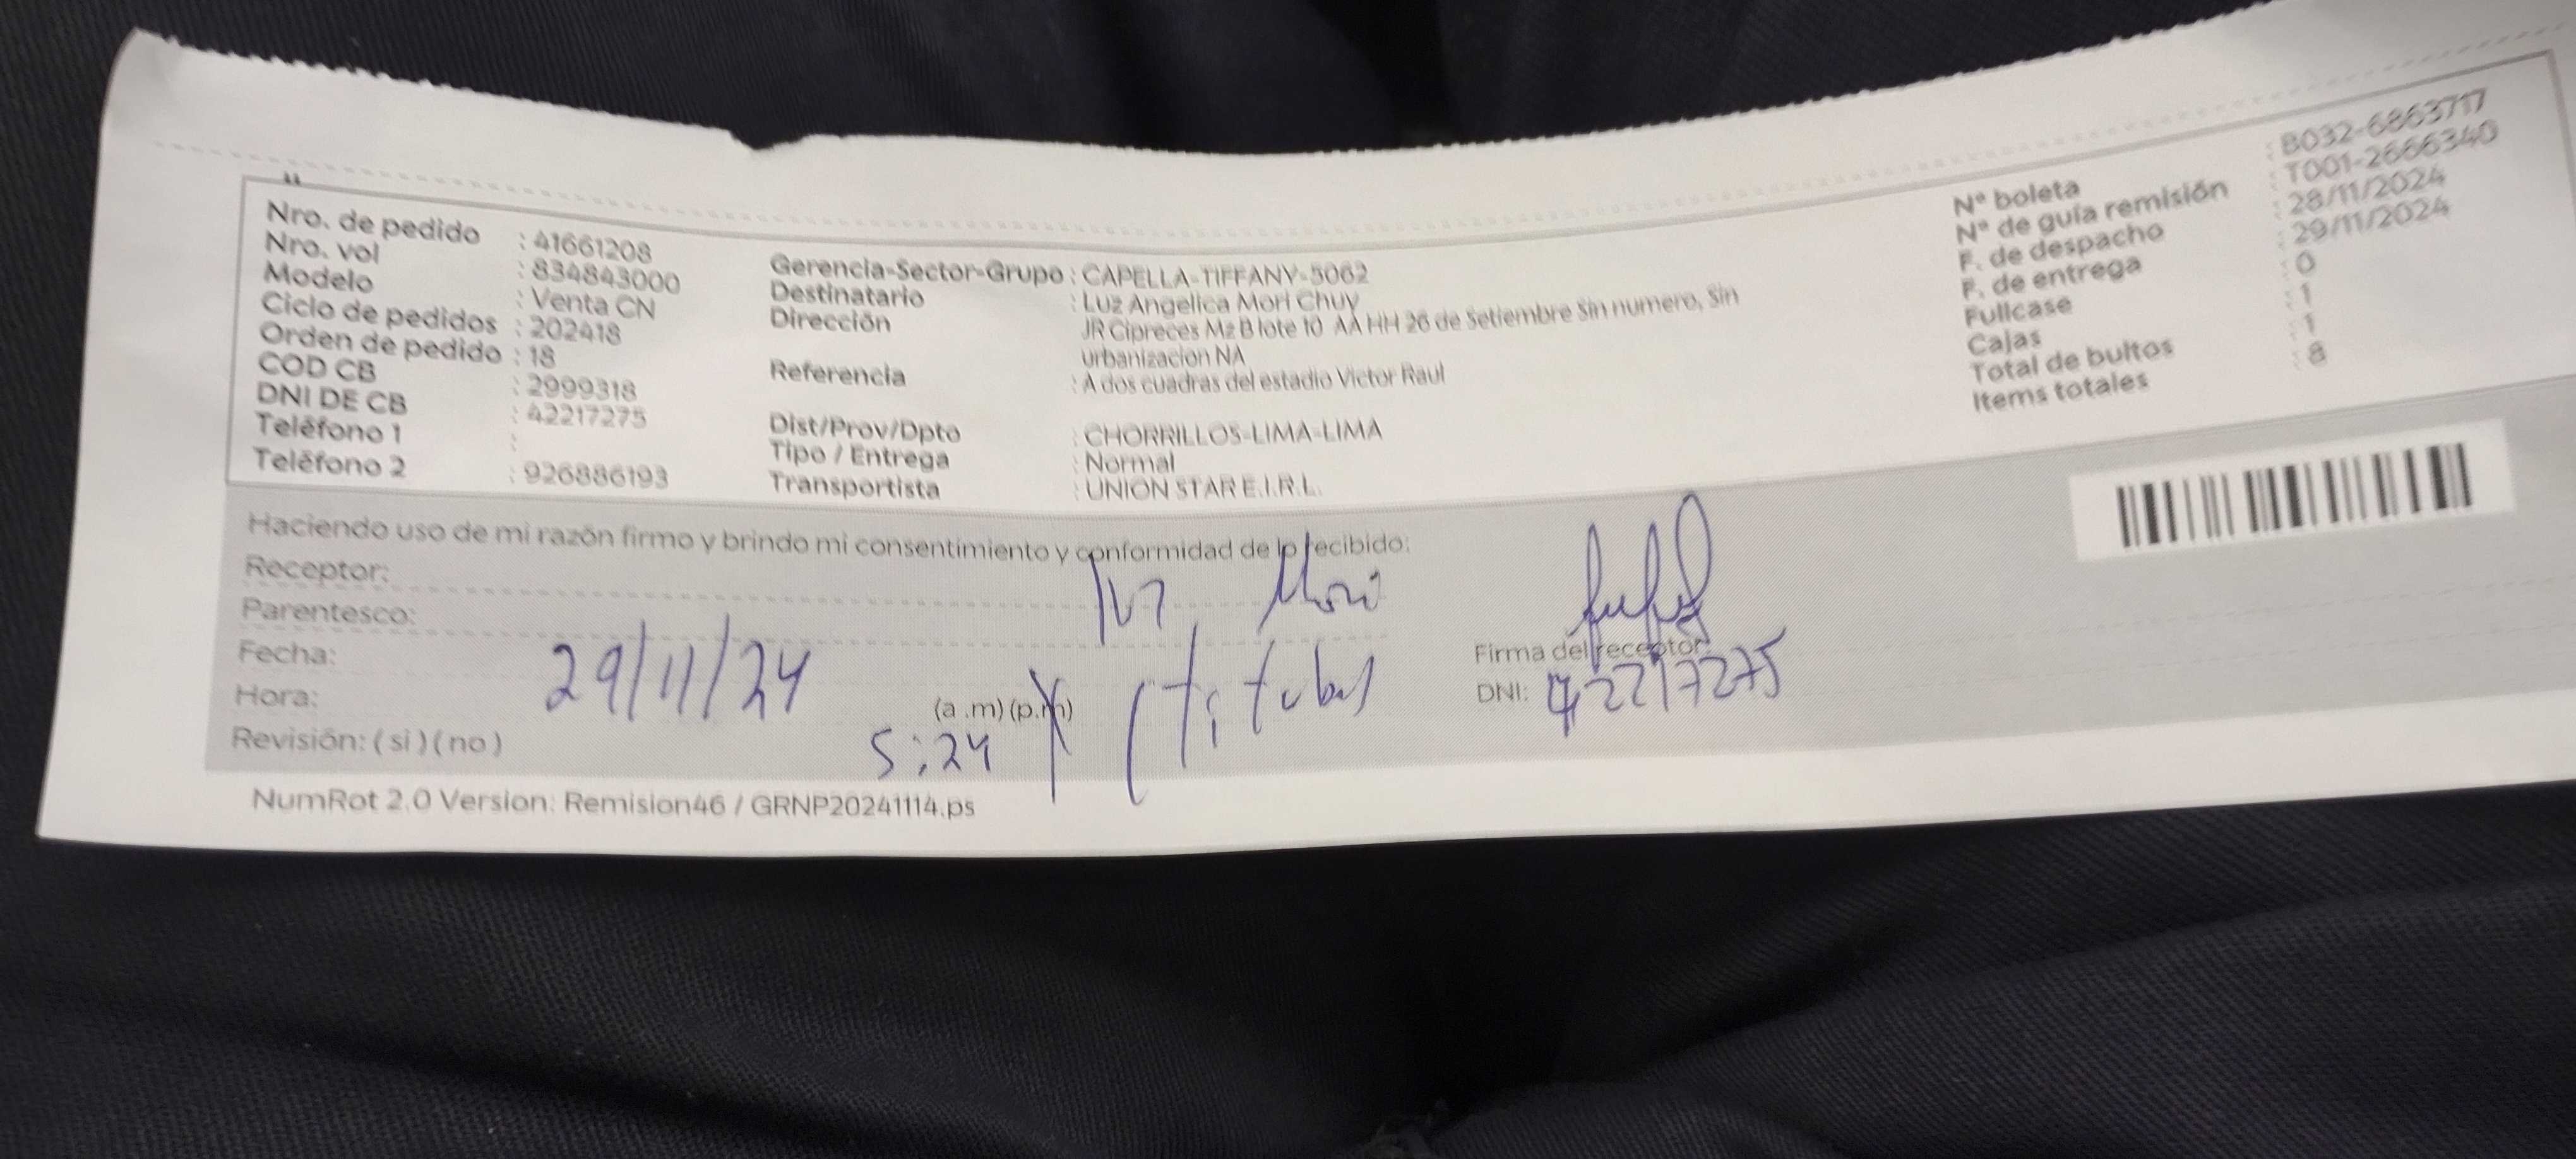 Nro. de pedido : 41661208
Nro. vol : 834843000
Modelo : Venta CN
Ciclo de pedidos : 202418
Orden de pedido : 18
COD CB : 2999318
DNI DE CB : 42217275
Teléfono 1 :
Teléfono 2 : 926886193
Gerencia-Sector-Grupo : CAPELLA-TIFFANY-5062
Destinatario : Luz Angelica Mori Chuy
Dirección JR Cipreces Mz B lote 10 AA HH 26 de Setiembre Sin numero, Sin
urbanizacion NA
Referencia : A dos cuadras del estadio Victor Raul
Dist/Prov/Dpto : CHORRILLOS-LIMA-LIMA
Tipo / Entrega : Normal
Transportista : UNION STAR E.I.R.L.
N° boleta : B032-6863717
N° de guía remisión : T001-2666340
F. de despacho : 28/11/2024
F. de entrega : 29/11/2024
Fullcase : 0
Cajas : 1
Total de bultos : 1
Items totales : 8
Haciendo uso de mi razón firmo y brindo mi consentimiento y conformidad de lo recibido:
Receptor: Luz Mori
Parentesco: Titular
Fecha: 29/11/24
Hora: 5:24 (a .m) (p.m)
Revisión: ( si ) ( no )
Firma del receptor:
DNI: 42217275
NumRot 2.0 Version: Remision46 / GRNP20241114.ps